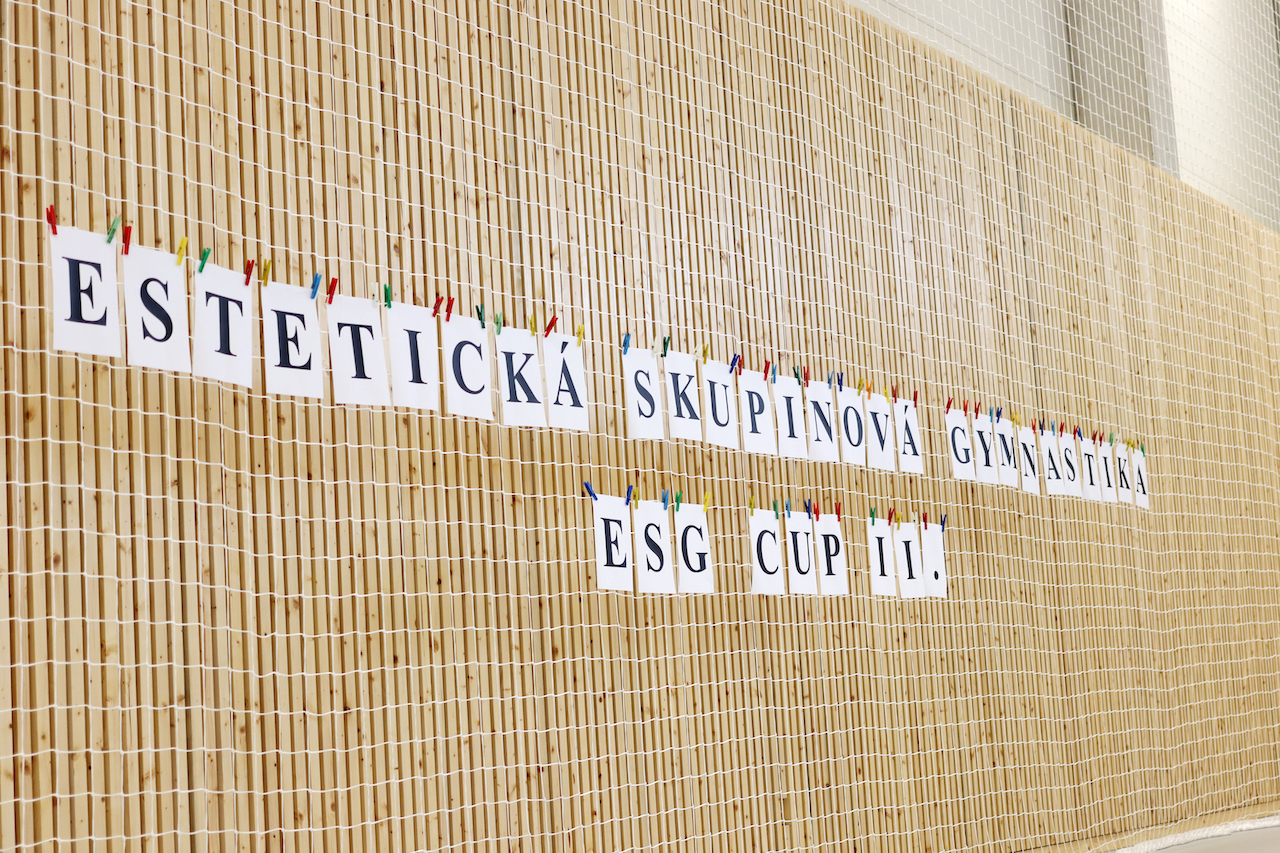 ESTETICKÁ SKUPINOVÁ GYMNASTIKA
ESG CUP II.